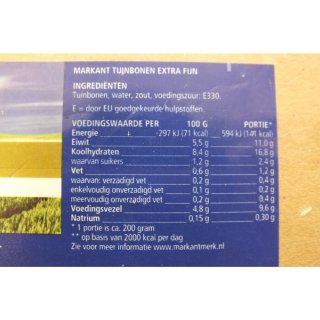 MARKANT TUINBONEN EXTRA FIJN
INGREDIËNTEN
Tuinbonen, water, zout, voedingszuur: E330.
E = door EU goedgekeurde hulpstoffen.
VOEDINGSWAARDE PER 100 G PORTIE*
Energie 297 kJ (71 kcal) 594 kJ (141 kcal)
Eiwit 5,5 g 11,0 g
Koolhydraten 8,4 g 16,8 g
waarvan suikers 1,2 g 2,4 g
Vet 0,6 g 1,2 g
waarvan: verzadigd vet 0,2 g 0,4 g
enkelvoudig onverzadigd vet 0,1 g 0,2 g
meervoudig onverzadigd vet 0,2 g 0,4 g
Voedingsvezel 4,8 g 9,6 g
Natrium 0,15 g 0,30 g
* 1 portie is ca. 200 gram
** op basis van 2000 kcal per dag
Zie voor meer informatie www.markantmerk.nl